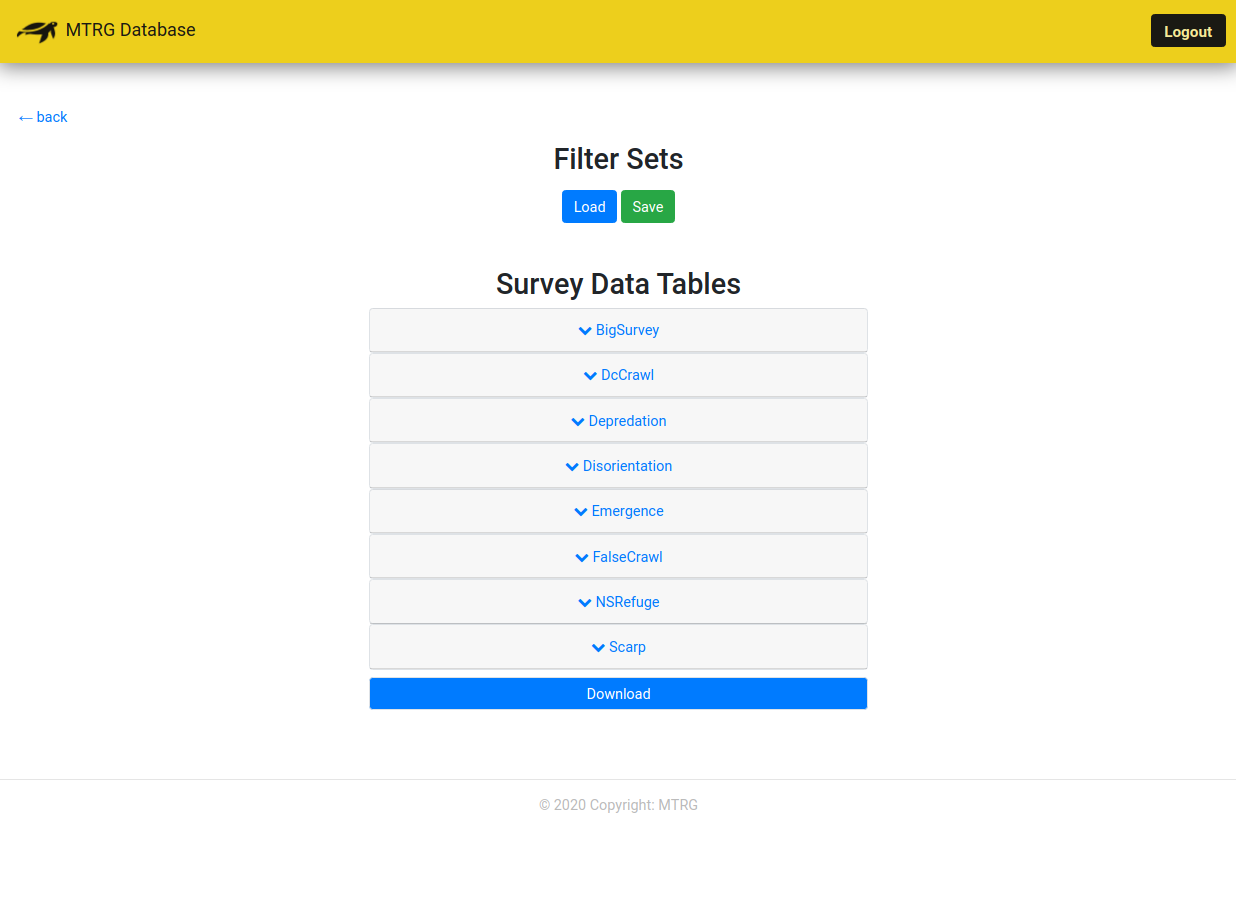 MTRG Database
Logout
← back
Filter Sets
Load Save
Survey Data Tables
BigSurvey
DcCrawl
Depredation
Disorientation
Emergence
FalseCrawl
NSRefuge
Scarp
Download
© 2020 Copyright: MTRG